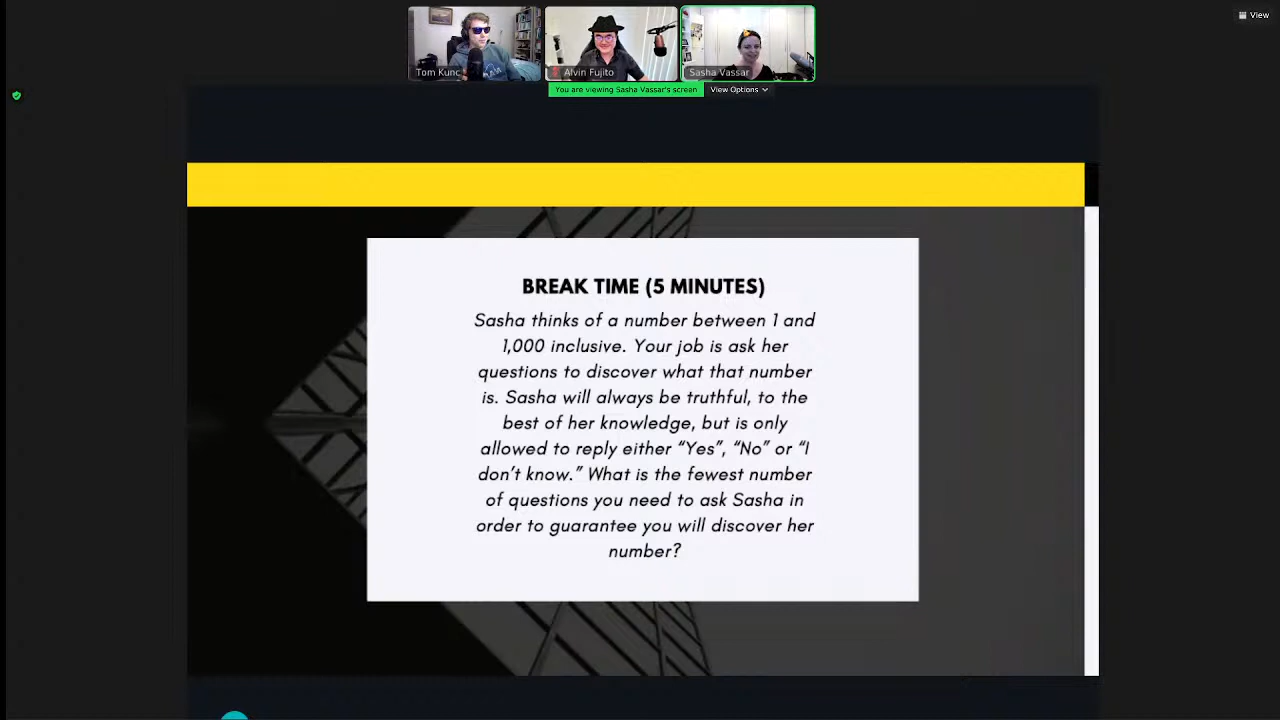 View
Tom Kunc
Alvin Fujito
Sasha Vassar
You are viewing Sasha Vassar's screen
View Options
BREAK TIME (5 MINUTES)
Sasha thinks of a number between 1 and
1,000 inclusive. Your job is ask her
questions to discover what that number
is. Sasha will always be truthful, to the
best of her knowledge, but is only
allowed to reply either “Yes”, “No” or “I
don’t know.” What is the fewest number
of questions you need to ask Sasha in
order to guarantee you will discover her
number?